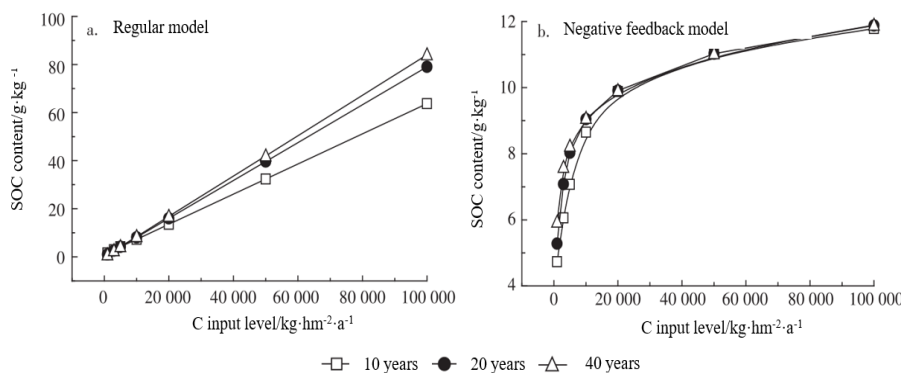 a. Regular model
SOC content/g·kg⁻¹
100
80
60
40
20
0
0 20 000 40 000 60 000 80 000 100 000
C input level/kg·hm⁻²·a⁻¹
b. Negative feedback model
SOC content/g·kg⁻¹
12
10
8
6
4
0 20 000 40 000 60 000 80 000 100 000
C input level/kg·hm⁻²·a⁻¹
10 years 20 years 40 years